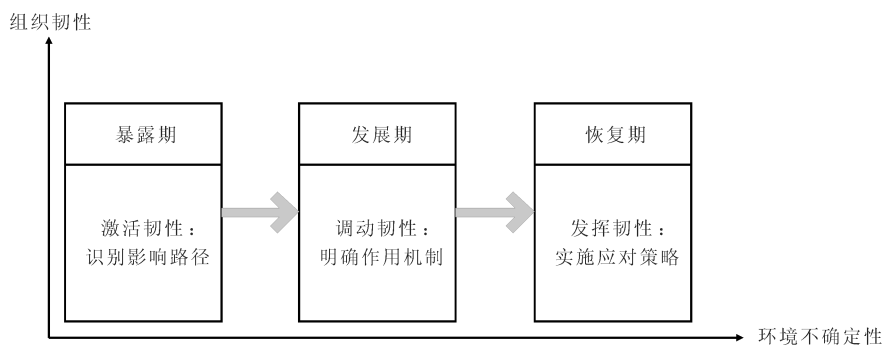 组织韧性
暴露期
激活韧性：
识别影响路径
发展期
调动韧性：
明确作用机制
恢复期
发挥韧性：
实施应对策略
环境不确定性